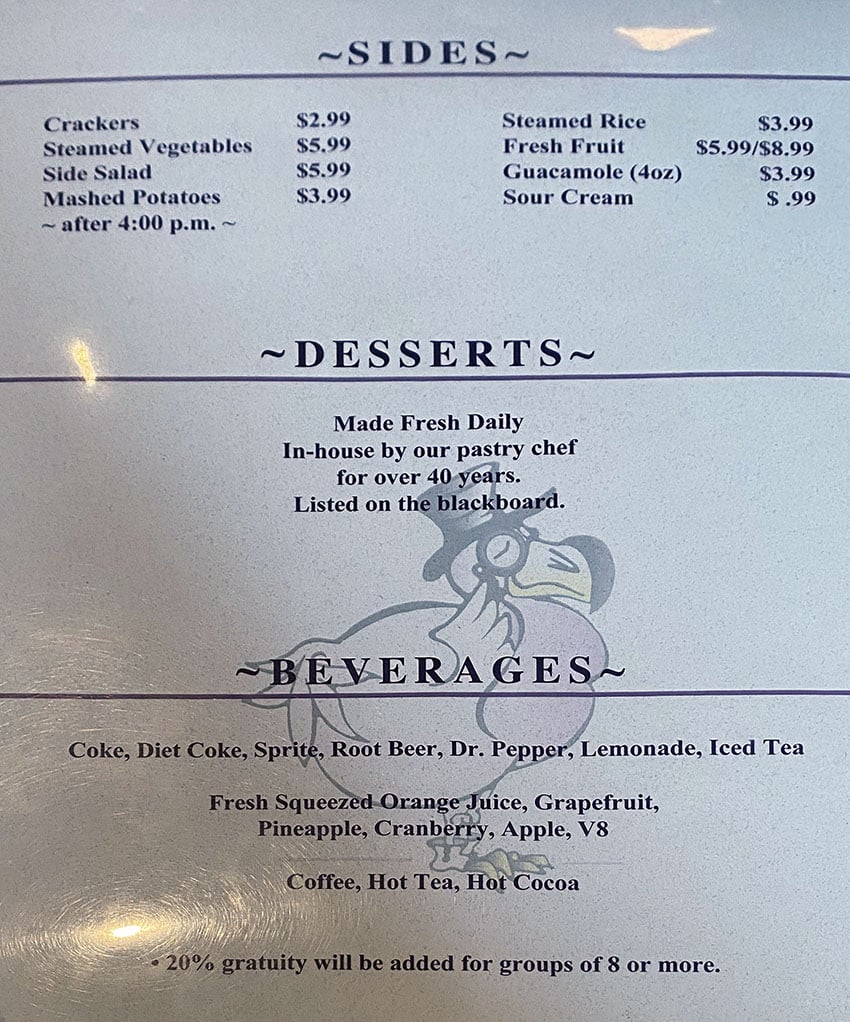 ~SIDES~
Crackers $2.99
Steamed Vegetables $5.99
Side Salad $5.99
Mashed Potatoes $3.99
~ after 4:00 p.m. ~
Steamed Rice $3.99
Fresh Fruit $5.99/$8.99
Guacamole (4oz) $3.99
Sour Cream $ .99
~DESSERTS~
Made Fresh Daily
In-house by our pastry chef
for over 40 years.
Listed on the blackboard.
~BEVERAGES~
Coke, Diet Coke, Sprite, Root Beer, Dr. Pepper, Lemonade, Iced Tea
Fresh Squeezed Orange Juice, Grapefruit,
Pineapple, Cranberry, Apple, V8
Coffee, Hot Tea, Hot Cocoa
• 20% gratuity will be added for groups of 8 or more.